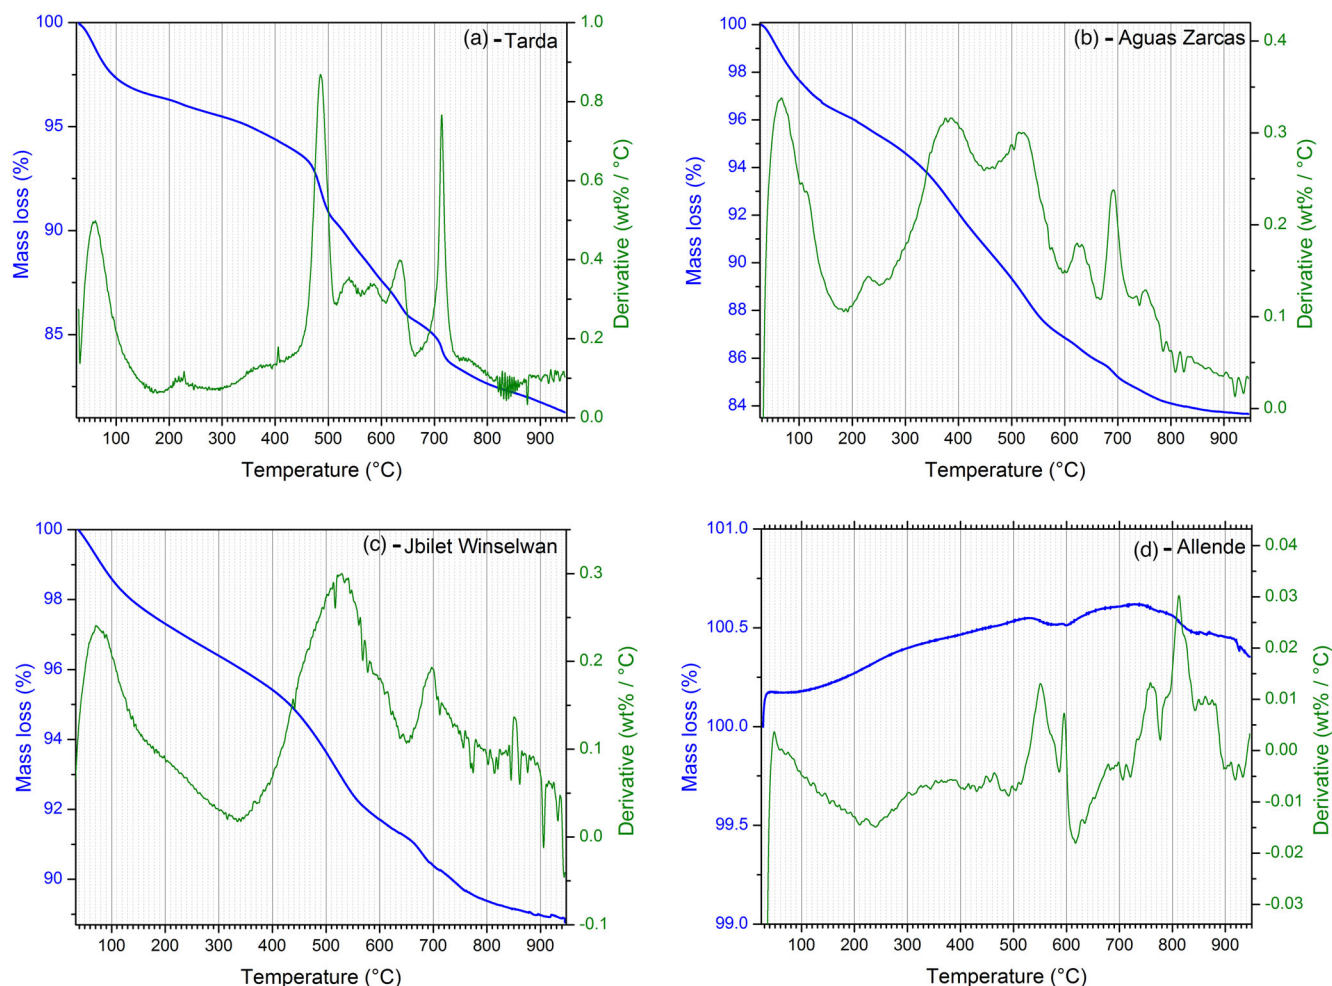 (a) - Tarda
Mass loss (%)
100
95
90
85
Derivative (wt% / °C)
1.0
0.8
0.6
0.4
0.2
0.0
100 200 300 400 500 600 700 800 900
Temperature (°C)
(b) - Aguas Zarcas
Mass loss (%)
100
98
96
94
92
90
88
86
84
Derivative (wt% / °C)
0.4
0.3
0.2
0.1
0.0
100 200 300 400 500 600 700 800 900
Temperature (°C)
(c) - Jbilet Winselwan
Mass loss (%)
100
98
96
94
92
90
Derivative (wt% / °C)
0.3
0.2
0.1
0.0
-0.1
100 200 300 400 500 600 700 800 900
Temperature (°C)
(d) - Allende
Mass loss (%)
101.0
100.5
100.0
99.5
99.0
Derivative (wt% / °C)
0.04
0.03
0.02
0.01
0.00
-0.01
-0.02
-0.03
100 200 300 400 500 600 700 800 900
Temperature (°C)